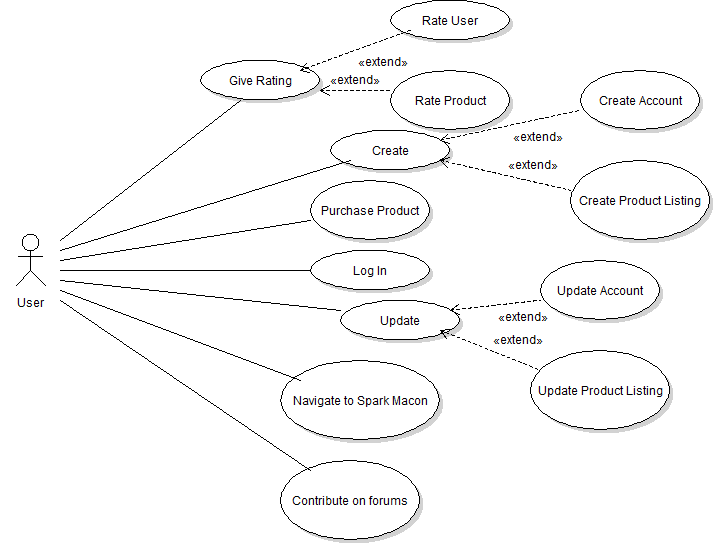 Rate User
«extend»
Give Rating
«extend»
Rate Product
Create Account
«extend»
Create
«extend»
Create Product Listing
Purchase Product
User
Log In
Update Account
«extend»
Update
«extend»
Update Product Listing
Navigate to Spark Macon
Contribute on forums